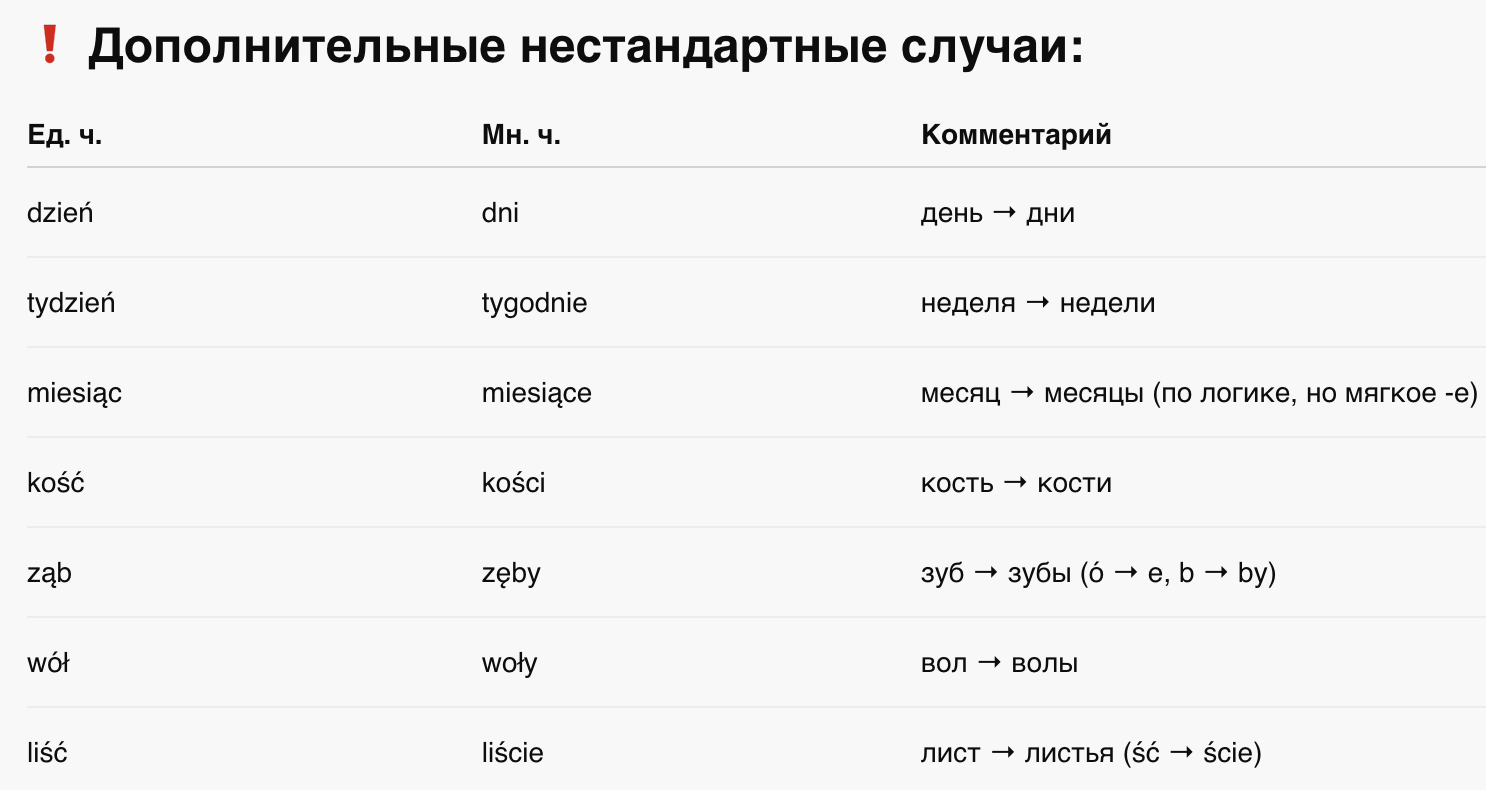 ❗ Дополнительные нестандартные случаи:
Ед. ч. Мн. ч. Комментарий
dzień dni день → дни
tydzień tygodnie неделя → недели
miesiąc miesiące месяц → месяцы (по логике, но мягкое -е)
kość kości кость → кости
ząb zęby зуб → зубы (ó → e, b → by)
wół woły вол → волы
liść liście лист → листья (ść → ście)